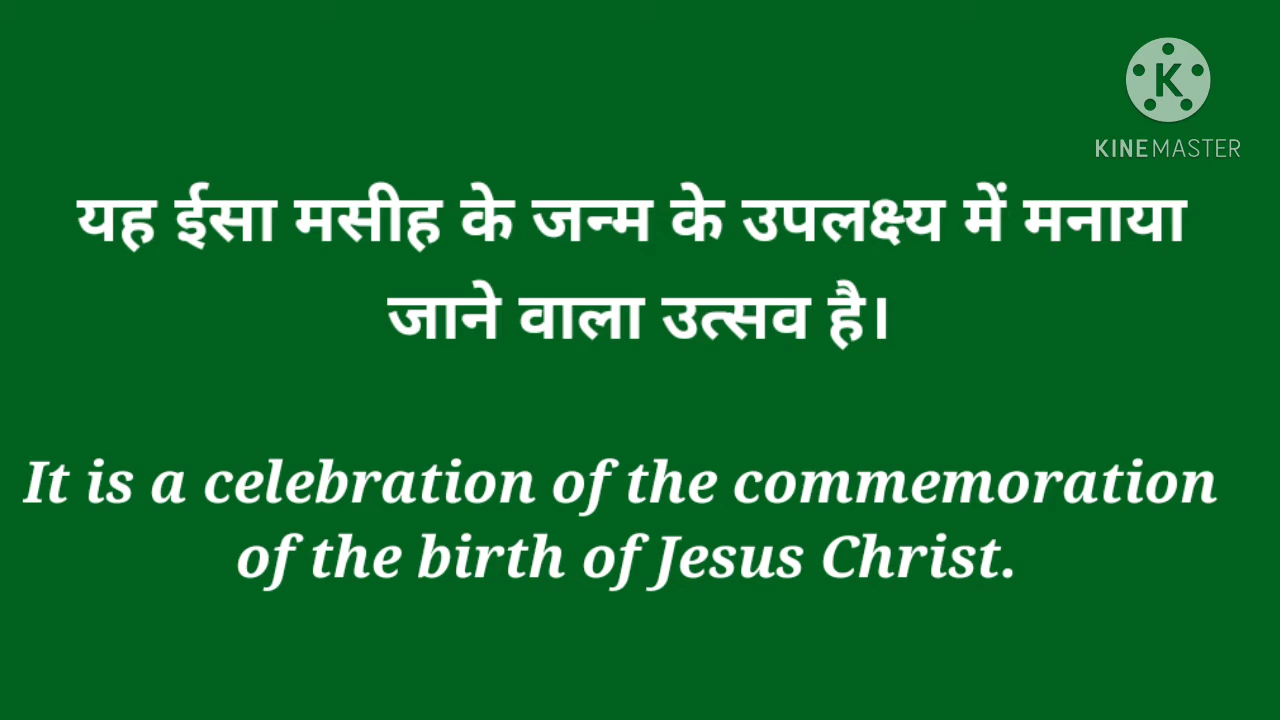 K
KINEMASTER
यह ईसा मसीह के जन्म के उपलक्ष्य में मनाया
जाने वाला उत्सव है।
It is a celebration of the commemoration
of the birth of Jesus Christ.